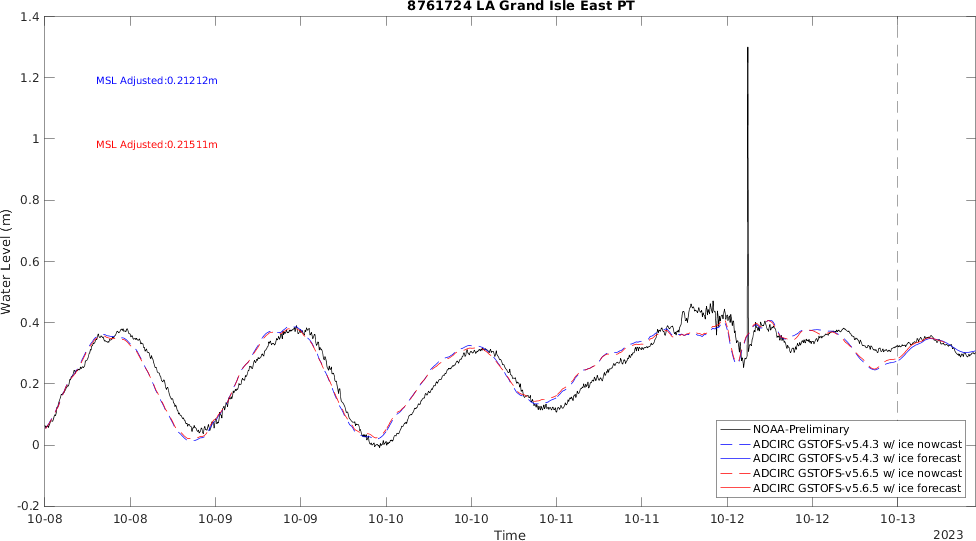 8761724 LA Grand Isle East PT
1.4
1.2
1
0.8
0.6
0.4
0.2
0
-0.2
Water Level (m)
MSL Adjusted:0.21212m
MSL Adjusted:0.21511m
NOAA-Preliminary
ADCIRC GSTOFS-v5.4.3 w/ ice nowcast
ADCIRC GSTOFS-v5.4.3 w/ ice forecast
ADCIRC GSTOFS-v5.6.5 w/ ice nowcast
ADCIRC GSTOFS-v5.6.5 w/ ice forecast
10-08 10-08 10-09 10-09 10-10 10-10 10-11 10-11 10-12 10-12 10-13
Time
2023